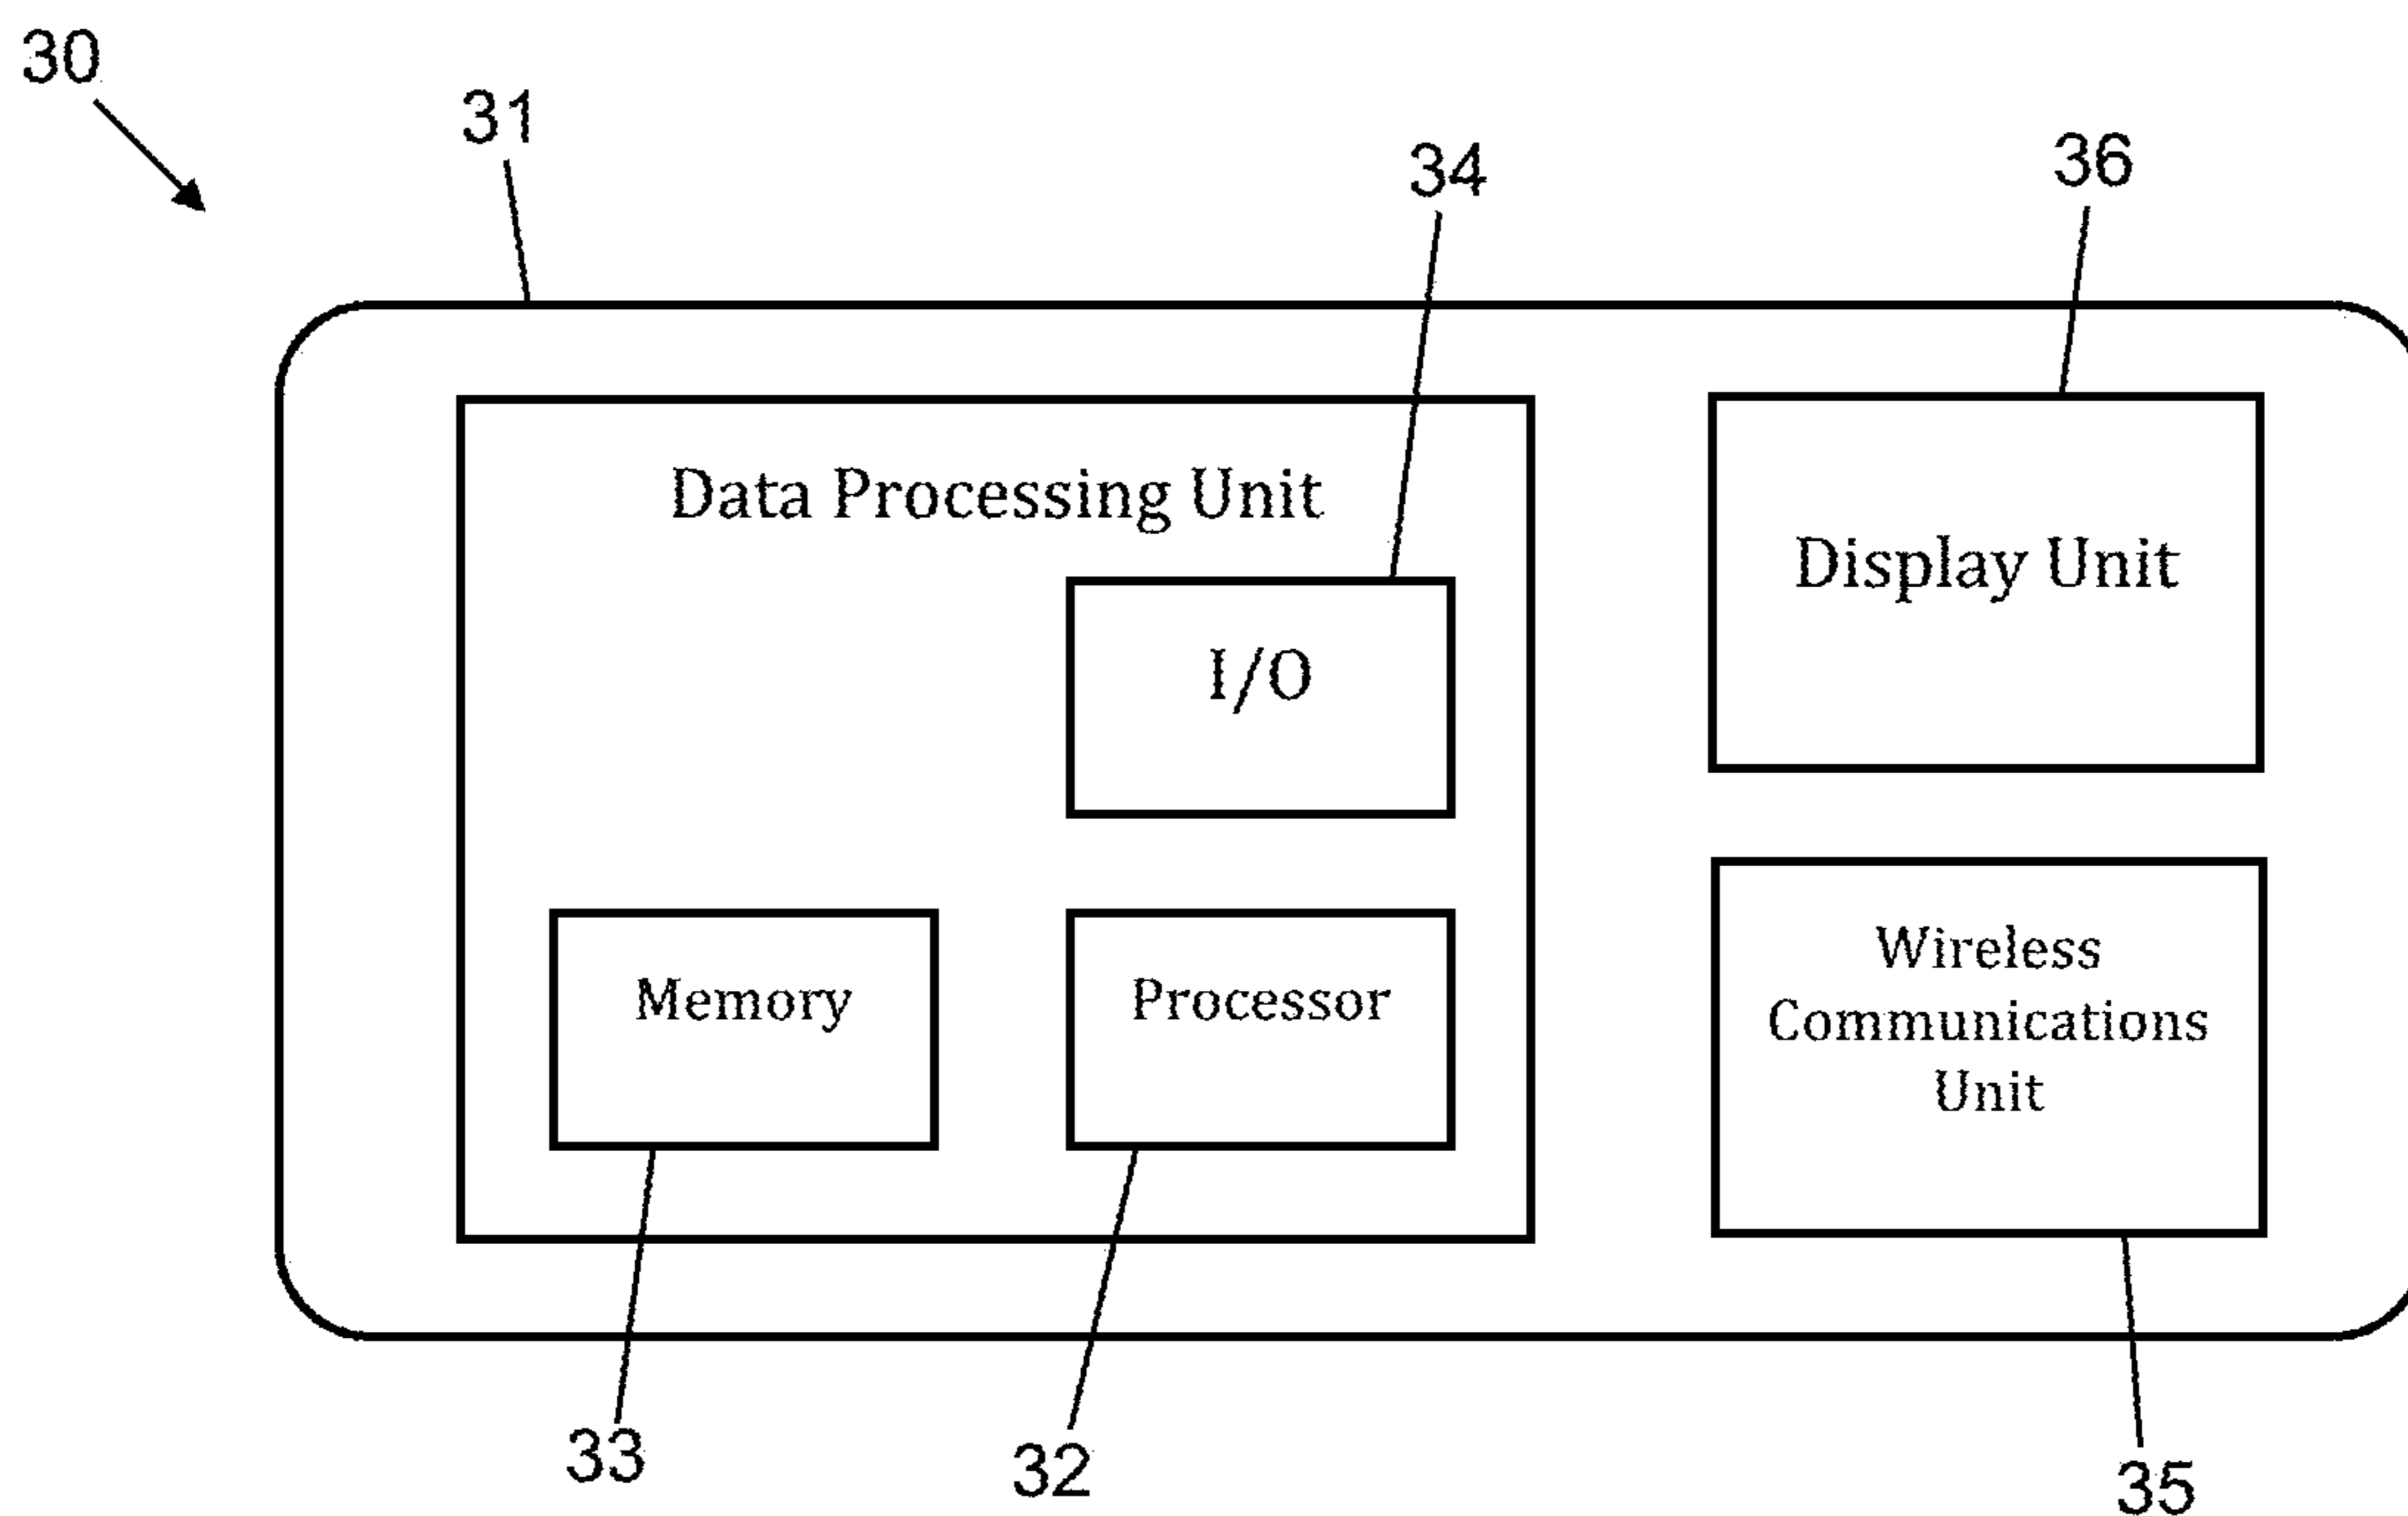 30
31
34
36
Data Processing Unit
Display Unit
I/O
Wireless
Communications
Unit
Memory
Processor
33
32
35